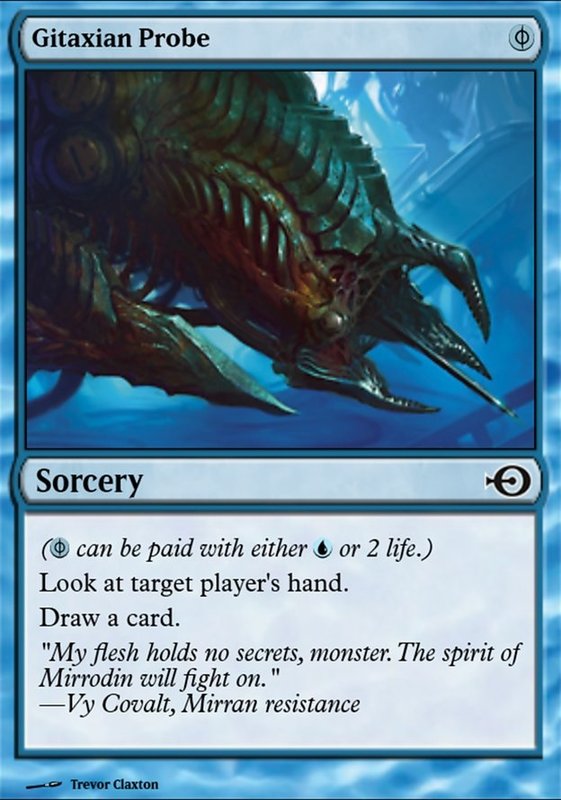 Gitaxian Probe
Sorcery
( can be paid with either or 2 life.)
Look at target player's hand.
Draw a card.
"My flesh holds no secrets, monster. The spirit of
Mirrodin will fight on."
—Vy Covalt, Mirran resistance
Trevor Claxton